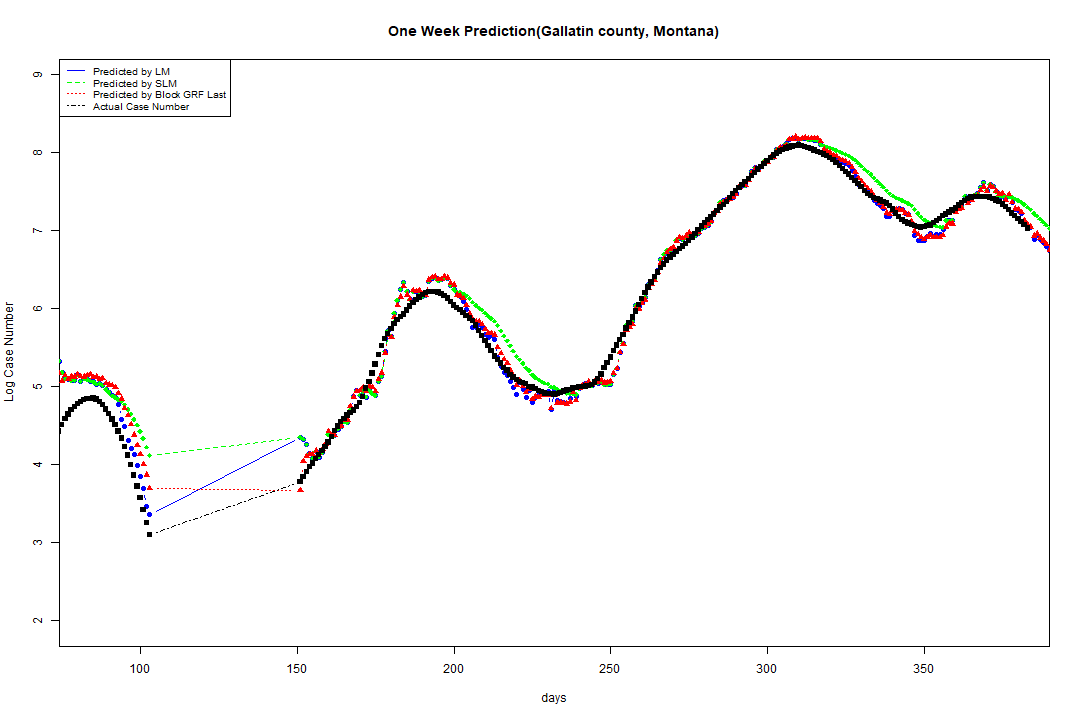 One Week Prediction(Gallatin county, Montana)
Predicted by LM
Predicted by SLM
Predicted by Block GRF Last
Actual Case Number
Log Case Number
9
8
7
6
5
4
3
2
100 150 200 250 300 350
days